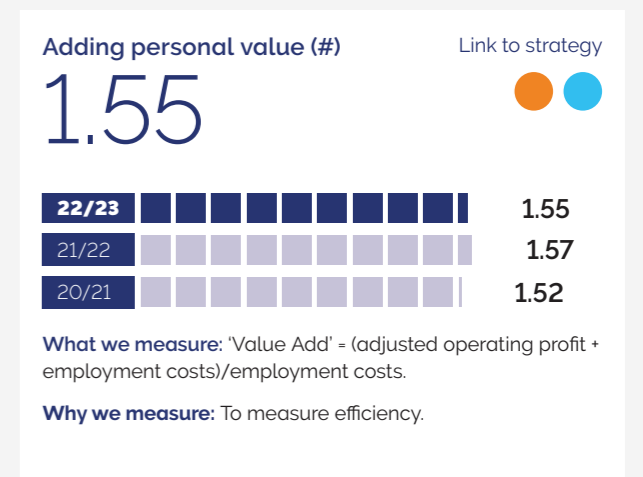 Adding personal value (#)
Link to strategy
1.55
22/23 1.55
21/22 1.57
20/21 1.52
What we measure: ‘Value Add’ = (adjusted operating profit +
employment costs)/employment costs.
Why we measure: To measure efficiency.